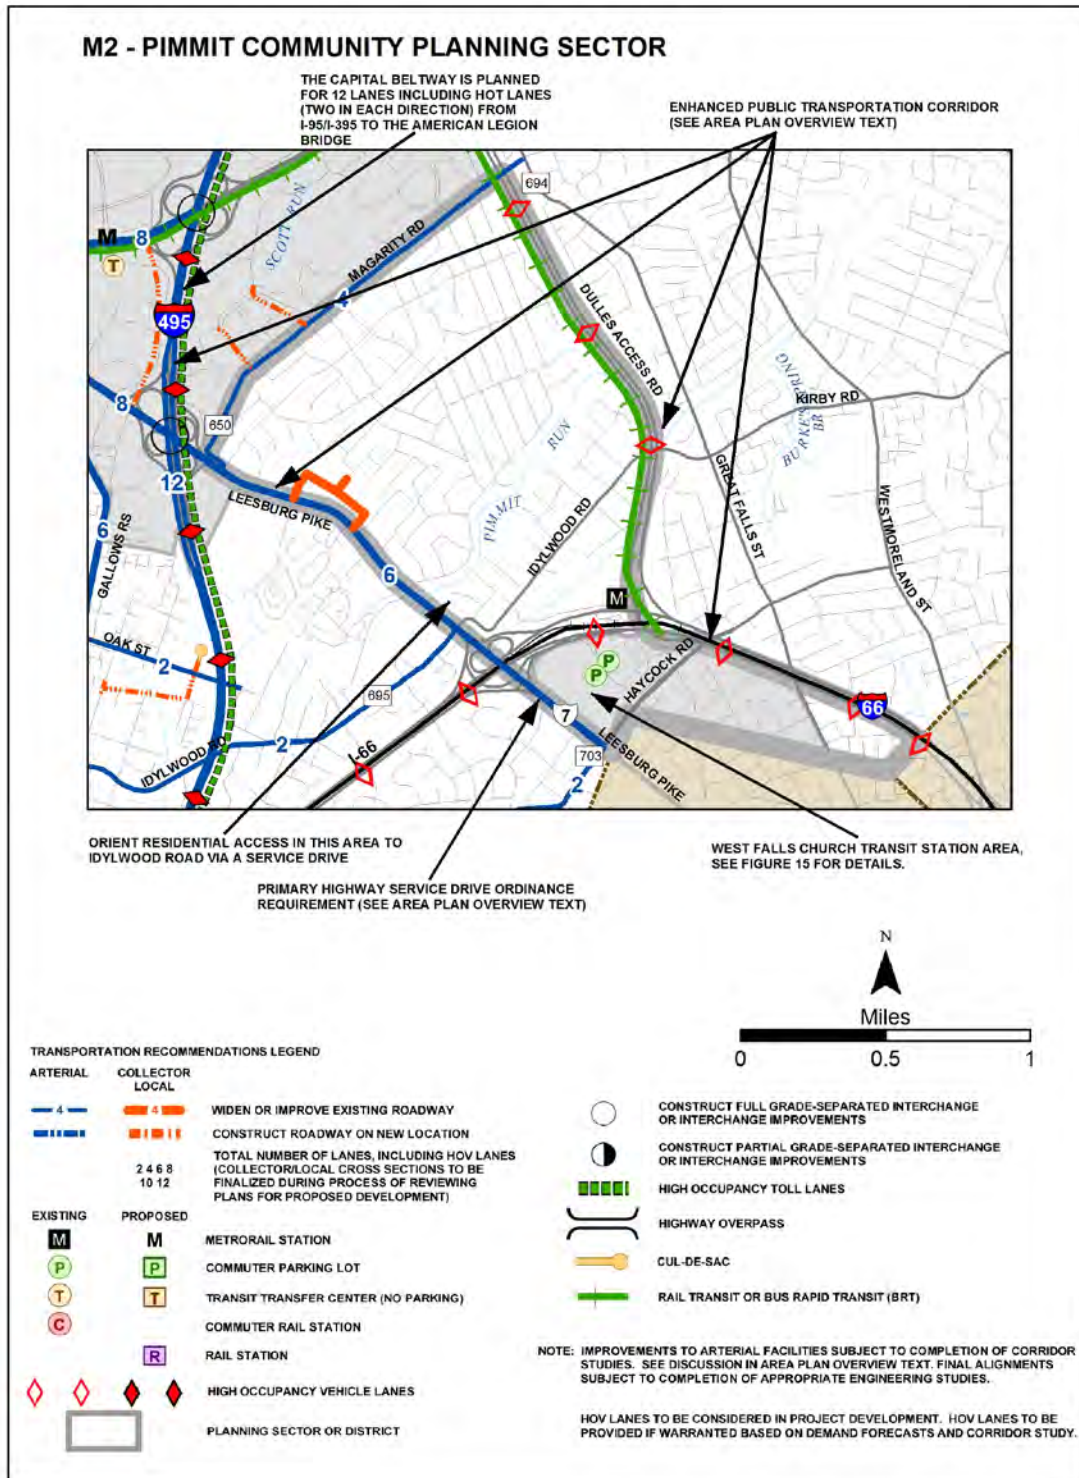 M2 - PIMMIT COMMUNITY PLANNING SECTOR
THE CAPITAL BELTWAY IS PLANNED
FOR 12 LANES INCLUDING HOT LANES
(TWO IN EACH DIRECTION) FROM
I-95/I-395 TO THE AMERICAN LEGION
BRIDGE
ENHANCED PUBLIC TRANSPORTATION CORRIDOR
(SEE AREA PLAN OVERVIEW TEXT)
694
SCOTT RUN
M
8
T
MAGARITY RD
4
495
DULLES ACCESS RD
BURKE'S SPRING
BR
KIRBY RD
8
650
12
RUN
GREAT FALLS ST
LEESBURG PIKE
WESTMORELAND ST
6
GALLOWS RS
PIMMIT
IDYLWOOD RD
6
M
OAK ST
2
P
P
HAYCOCK RD
695
66
7
2
IDYLWOOD RD
I-66
703
LEESBURG PIKE
2
ORIENT RESIDENTIAL ACCESS IN THIS AREA TO
IDYLWOOD ROAD VIA A SERVICE DRIVE
WEST FALLS CHURCH TRANSIT STATION AREA,
SEE FIGURE 15 FOR DETAILS.
PRIMARY HIGHWAY SERVICE DRIVE ORDINANCE
REQUIREMENT (SEE AREA PLAN OVERVIEW TEXT)
N
Miles
0 0.5 1
TRANSPORTATION RECOMMENDATIONS LEGEND
ARTERIAL COLLECTOR
LOCAL
4 4 WIDEN OR IMPROVE EXISTING ROADWAY
CONSTRUCT ROADWAY ON NEW LOCATION
2 4 6 8
10 12
TOTAL NUMBER OF LANES, INCLUDING HOV LANES
(COLLECTOR/LOCAL CROSS SECTIONS TO BE
FINALIZED DURING PROCESS OF REVIEWING
PLANS FOR PROPOSED DEVELOPMENT)
EXISTING PROPOSED
M M METRORAIL STATION
P P COMMUTER PARKING LOT
T T TRANSIT TRANSFER CENTER (NO PARKING)
C COMMUTER RAIL STATION
R RAIL STATION
HIGH OCCUPANCY VEHICLE LANES
PLANNING SECTOR OR DISTRICT
CONSTRUCT FULL GRADE-SEPARATED INTERCHANGE
OR INTERCHANGE IMPROVEMENTS
CONSTRUCT PARTIAL GRADE-SEPARATED INTERCHANGE
OR INTERCHANGE IMPROVEMENTS
HIGH OCCUPANCY TOLL LANES
HIGHWAY OVERPASS
CUL-DE-SAC
RAIL TRANSIT OR BUS RAPID TRANSIT (BRT)
NOTE: IMPROVEMENTS TO ARTERIAL FACILITIES SUBJECT TO COMPLETION OF CORRIDOR
STUDIES. SEE DISCUSSION IN AREA PLAN OVERVIEW TEXT. FINAL ALIGNMENTS
SUBJECT TO COMPLETION OF APPROPRIATE ENGINEERING STUDIES.
HOV LANES TO BE CONSIDERED IN PROJECT DEVELOPMENT. HOV LANES TO BE
PROVIDED IF WARRANTED BASED ON DEMAND FORECASTS AND CORRIDOR STUDY.